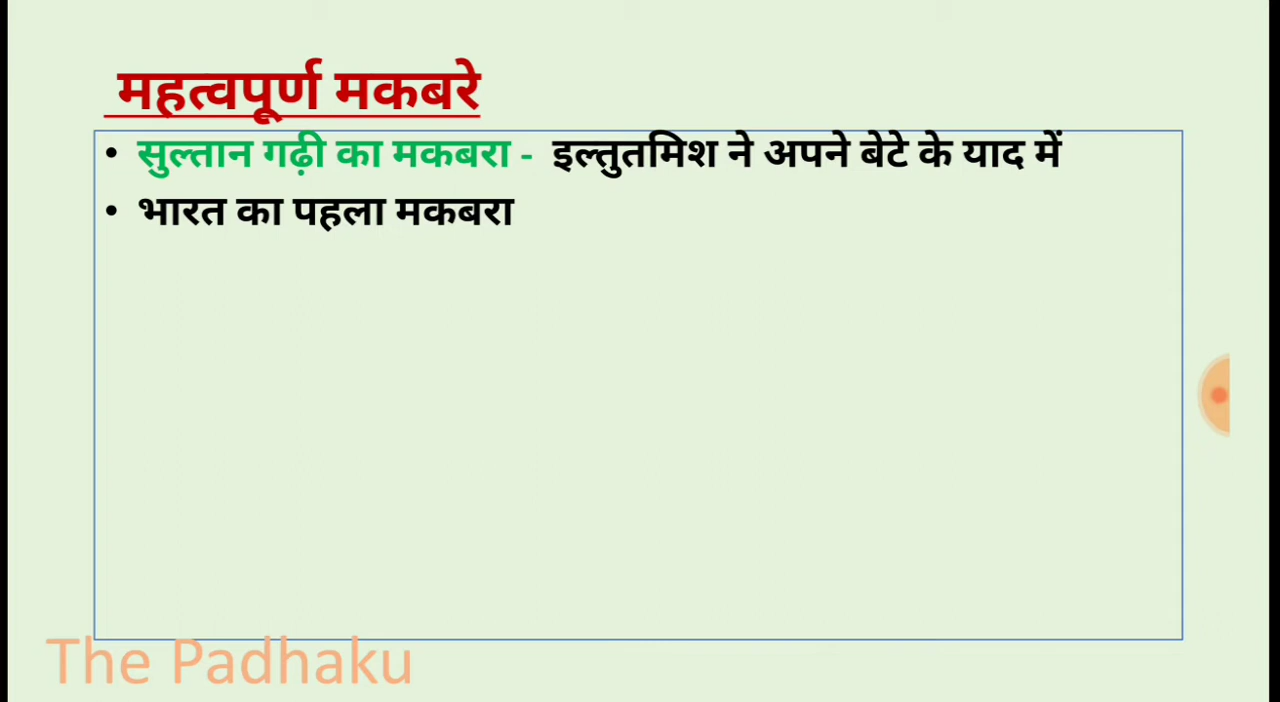 महत्वपूर्ण मकबरे
• सुल्तान गढ़ी का मकबरा - इल्तुतमिश ने अपने बेटे के याद में
• भारत का पहला मकबरा
The Padhaku